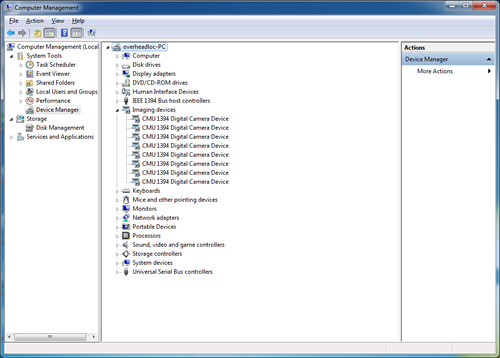 Computer Management
File Action View Help
Computer Management (Local
System Tools
Task Scheduler
Event Viewer
Shared Folders
Local Users and Groups
Performance
Device Manager
Storage
Disk Management
Services and Applications
overheadloc-PC
Computer
Disk drives
Display adapters
DVD/CD-ROM drives
Human Interface Devices
IEEE 1394 Bus host controllers
Imaging devices
CMU 1394 Digital Camera Device
CMU 1394 Digital Camera Device
CMU 1394 Digital Camera Device
CMU 1394 Digital Camera Device
CMU 1394 Digital Camera Device
CMU 1394 Digital Camera Device
CMU 1394 Digital Camera Device
CMU 1394 Digital Camera Device
Keyboards
Mice and other pointing devices
Monitors
Network adapters
Portable Devices
Processors
Sound, video and game controllers
Storage controllers
System devices
Universal Serial Bus controllers
Actions
Device Manager
More Actions